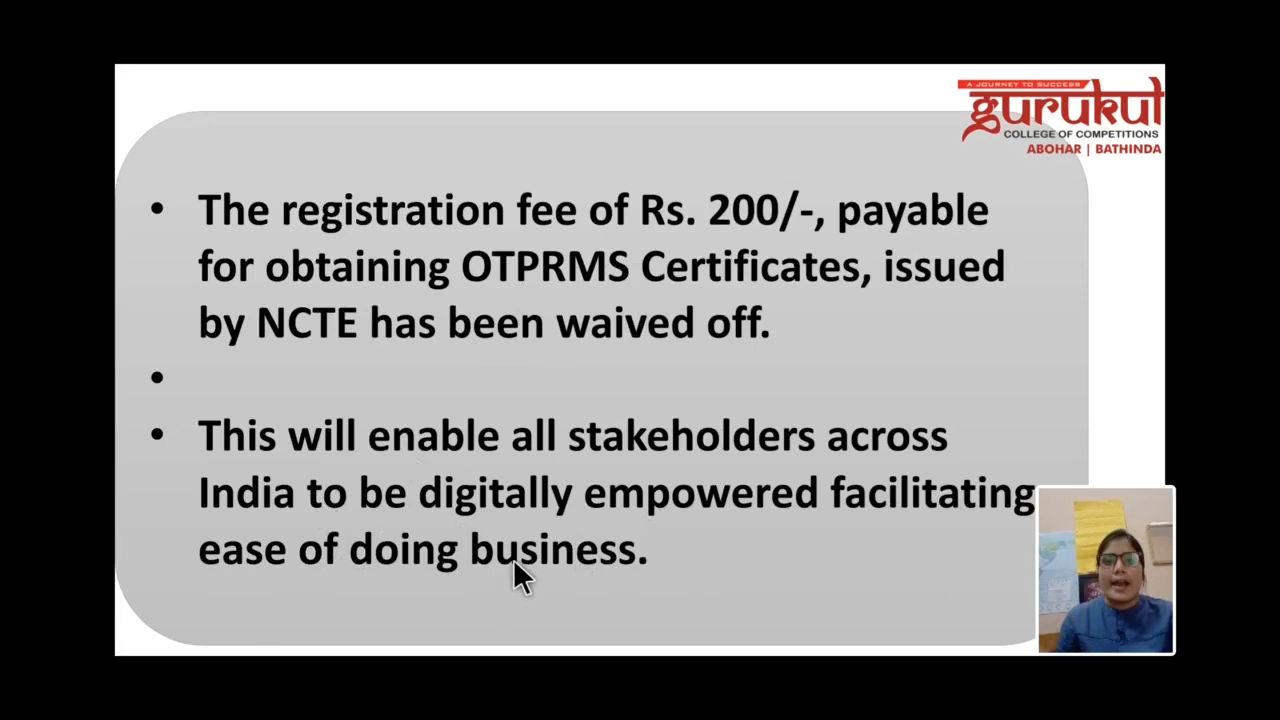 A JOURNEY TO SUCCESS
gurukul
COLLEGE OF COMPETITIONS
ABOHAR | BATHINDA
• The registration fee of Rs. 200/-, payable
for obtaining OTPRMS Certificates, issued
by NCTE has been waived off.
•
• This will enable all stakeholders across
India to be digitally empowered facilitating
ease of doing business.